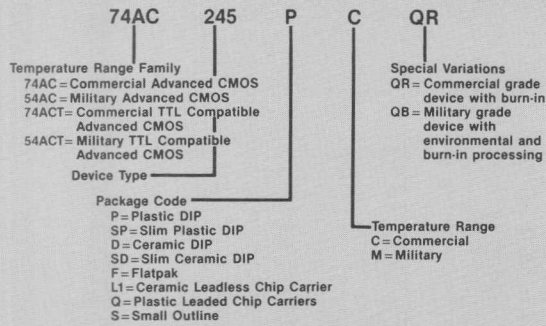 74AC 245 P C QR
Temperature Range Family
74AC=Commercial Advanced CMOS
54AC=Military Advanced CMOS
74ACT=Commercial TTL Compatible
Advanced CMOS
54ACT=Military TTL Compatible
Advanced CMOS
Device Type
Package Code
P=Plastic DIP
SP=Slim Plastic DIP
D=Ceramic DIP
SD=Slim Ceramic DIP
F=Flatpak
L1=Ceramic Leadless Chip Carrier
Q=Plastic Leaded Chip Carriers
S=Small Outline
Special Variations
QR=Commercial grade
device with burn-in
QB=Military grade
device with
environmental and
burn-in processing
Temperature Range
C=Commercial
M=Military